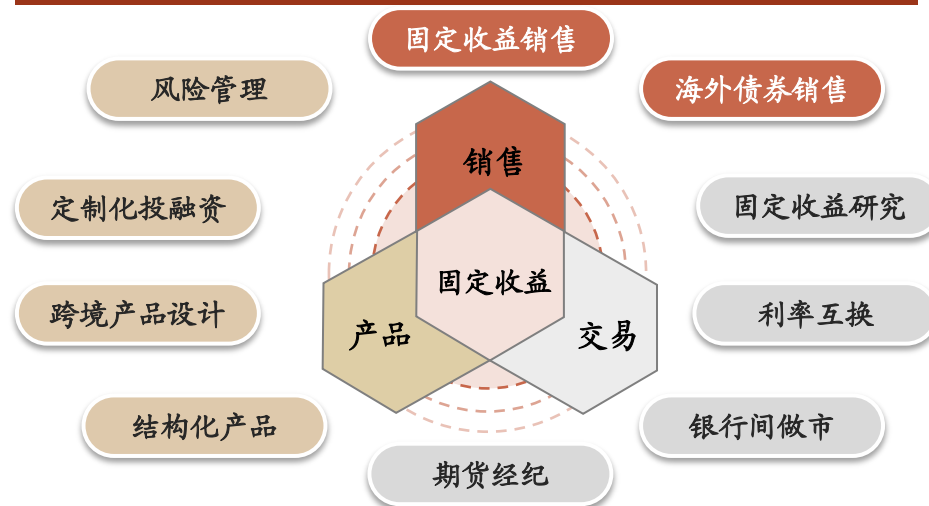 固定收益销售
风险管理
海外债券销售
销售
定制化投融资
固定收益研究
固定收益
跨境产品设计
利率互换
产品
交易
结构化产品
银行间做市
期货经纪